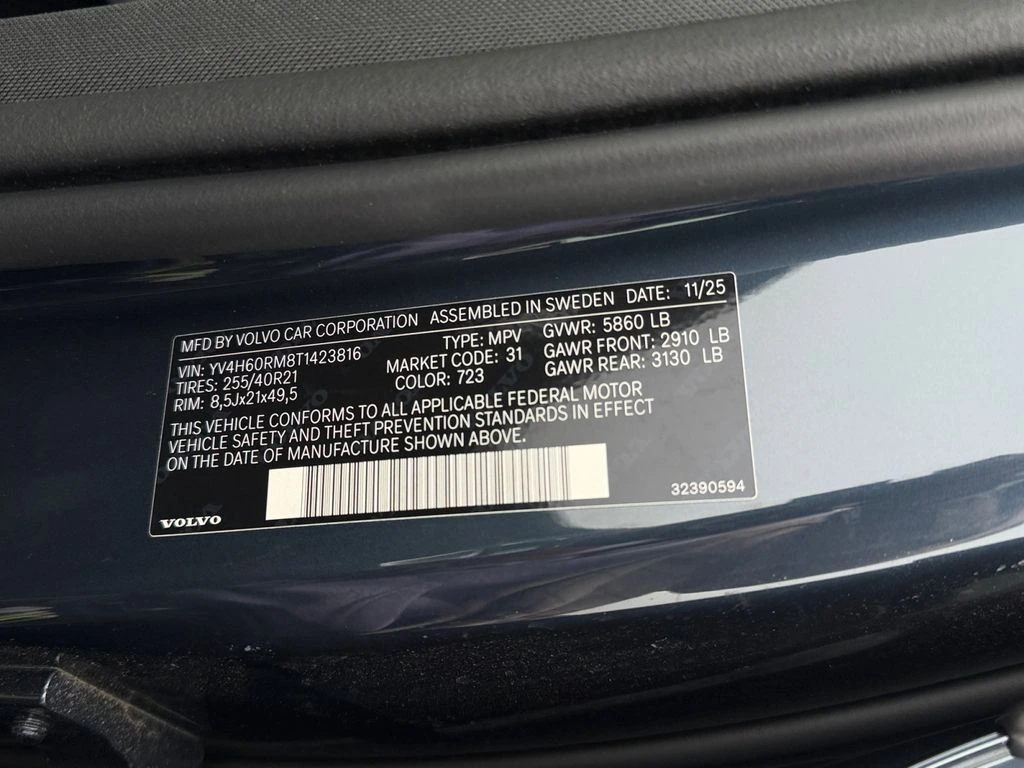 MFD BY VOLVO CAR CORPORATION ASSEMBLED IN SWEDEN DATE: 11/25
VIN: YV4H60RM8T1423816 TYPE: MPV GVWR: 5860 LB
TIRES: 255/40R21 MARKET CODE: 31 GAWR FRONT: 2910 LB
RIM: 8,5Jx21x49,5 COLOR: 723 GAWR REAR: 3130 LB
THIS VEHICLE CONFORMS TO ALL APPLICABLE FEDERAL MOTOR
VEHICLE SAFETY AND THEFT PREVENTION STANDARDS IN EFFECT
ON THE DATE OF MANUFACTURE SHOWN ABOVE.
VOLVO 32390594